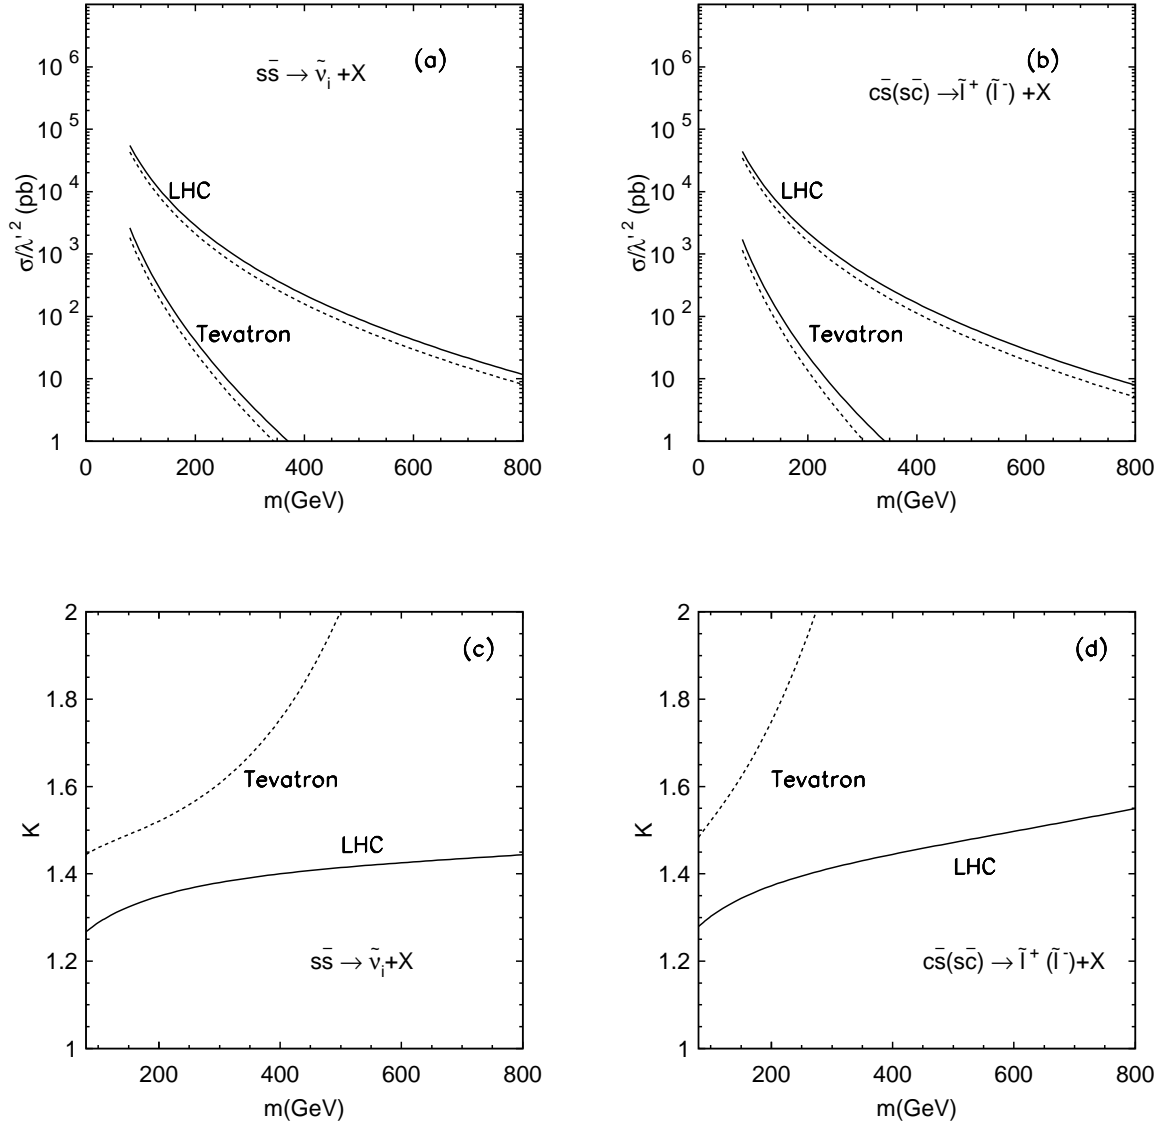 (a)
ss̄ → ν̃ᵢ +X
10⁶
10⁵
10⁴
10³
10²
10
1
σ/λ'² (pb)
LHC
Tevatron
0 200 400 600 800
m(GeV)
(b)
cs̄(sc̄) → l̃⁺ (l̃⁻) +X
10⁶
10⁵
10⁴
10³
10²
10
1
σ/λ'² (pb)
LHC
Tevatron
0 200 400 600 800
m(GeV)
(c)
2
1.8
1.6
1.4
1.2
1
K
Tevatron
LHC
ss̄ → ν̃ᵢ+X
200 400 600 800
m(GeV)
(d)
2
1.8
1.6
1.4
1.2
1
K
Tevatron
LHC
cs̄(sc̄) → l̃⁺ (l̃⁻)+X
200 400 600 800
m(GeV)